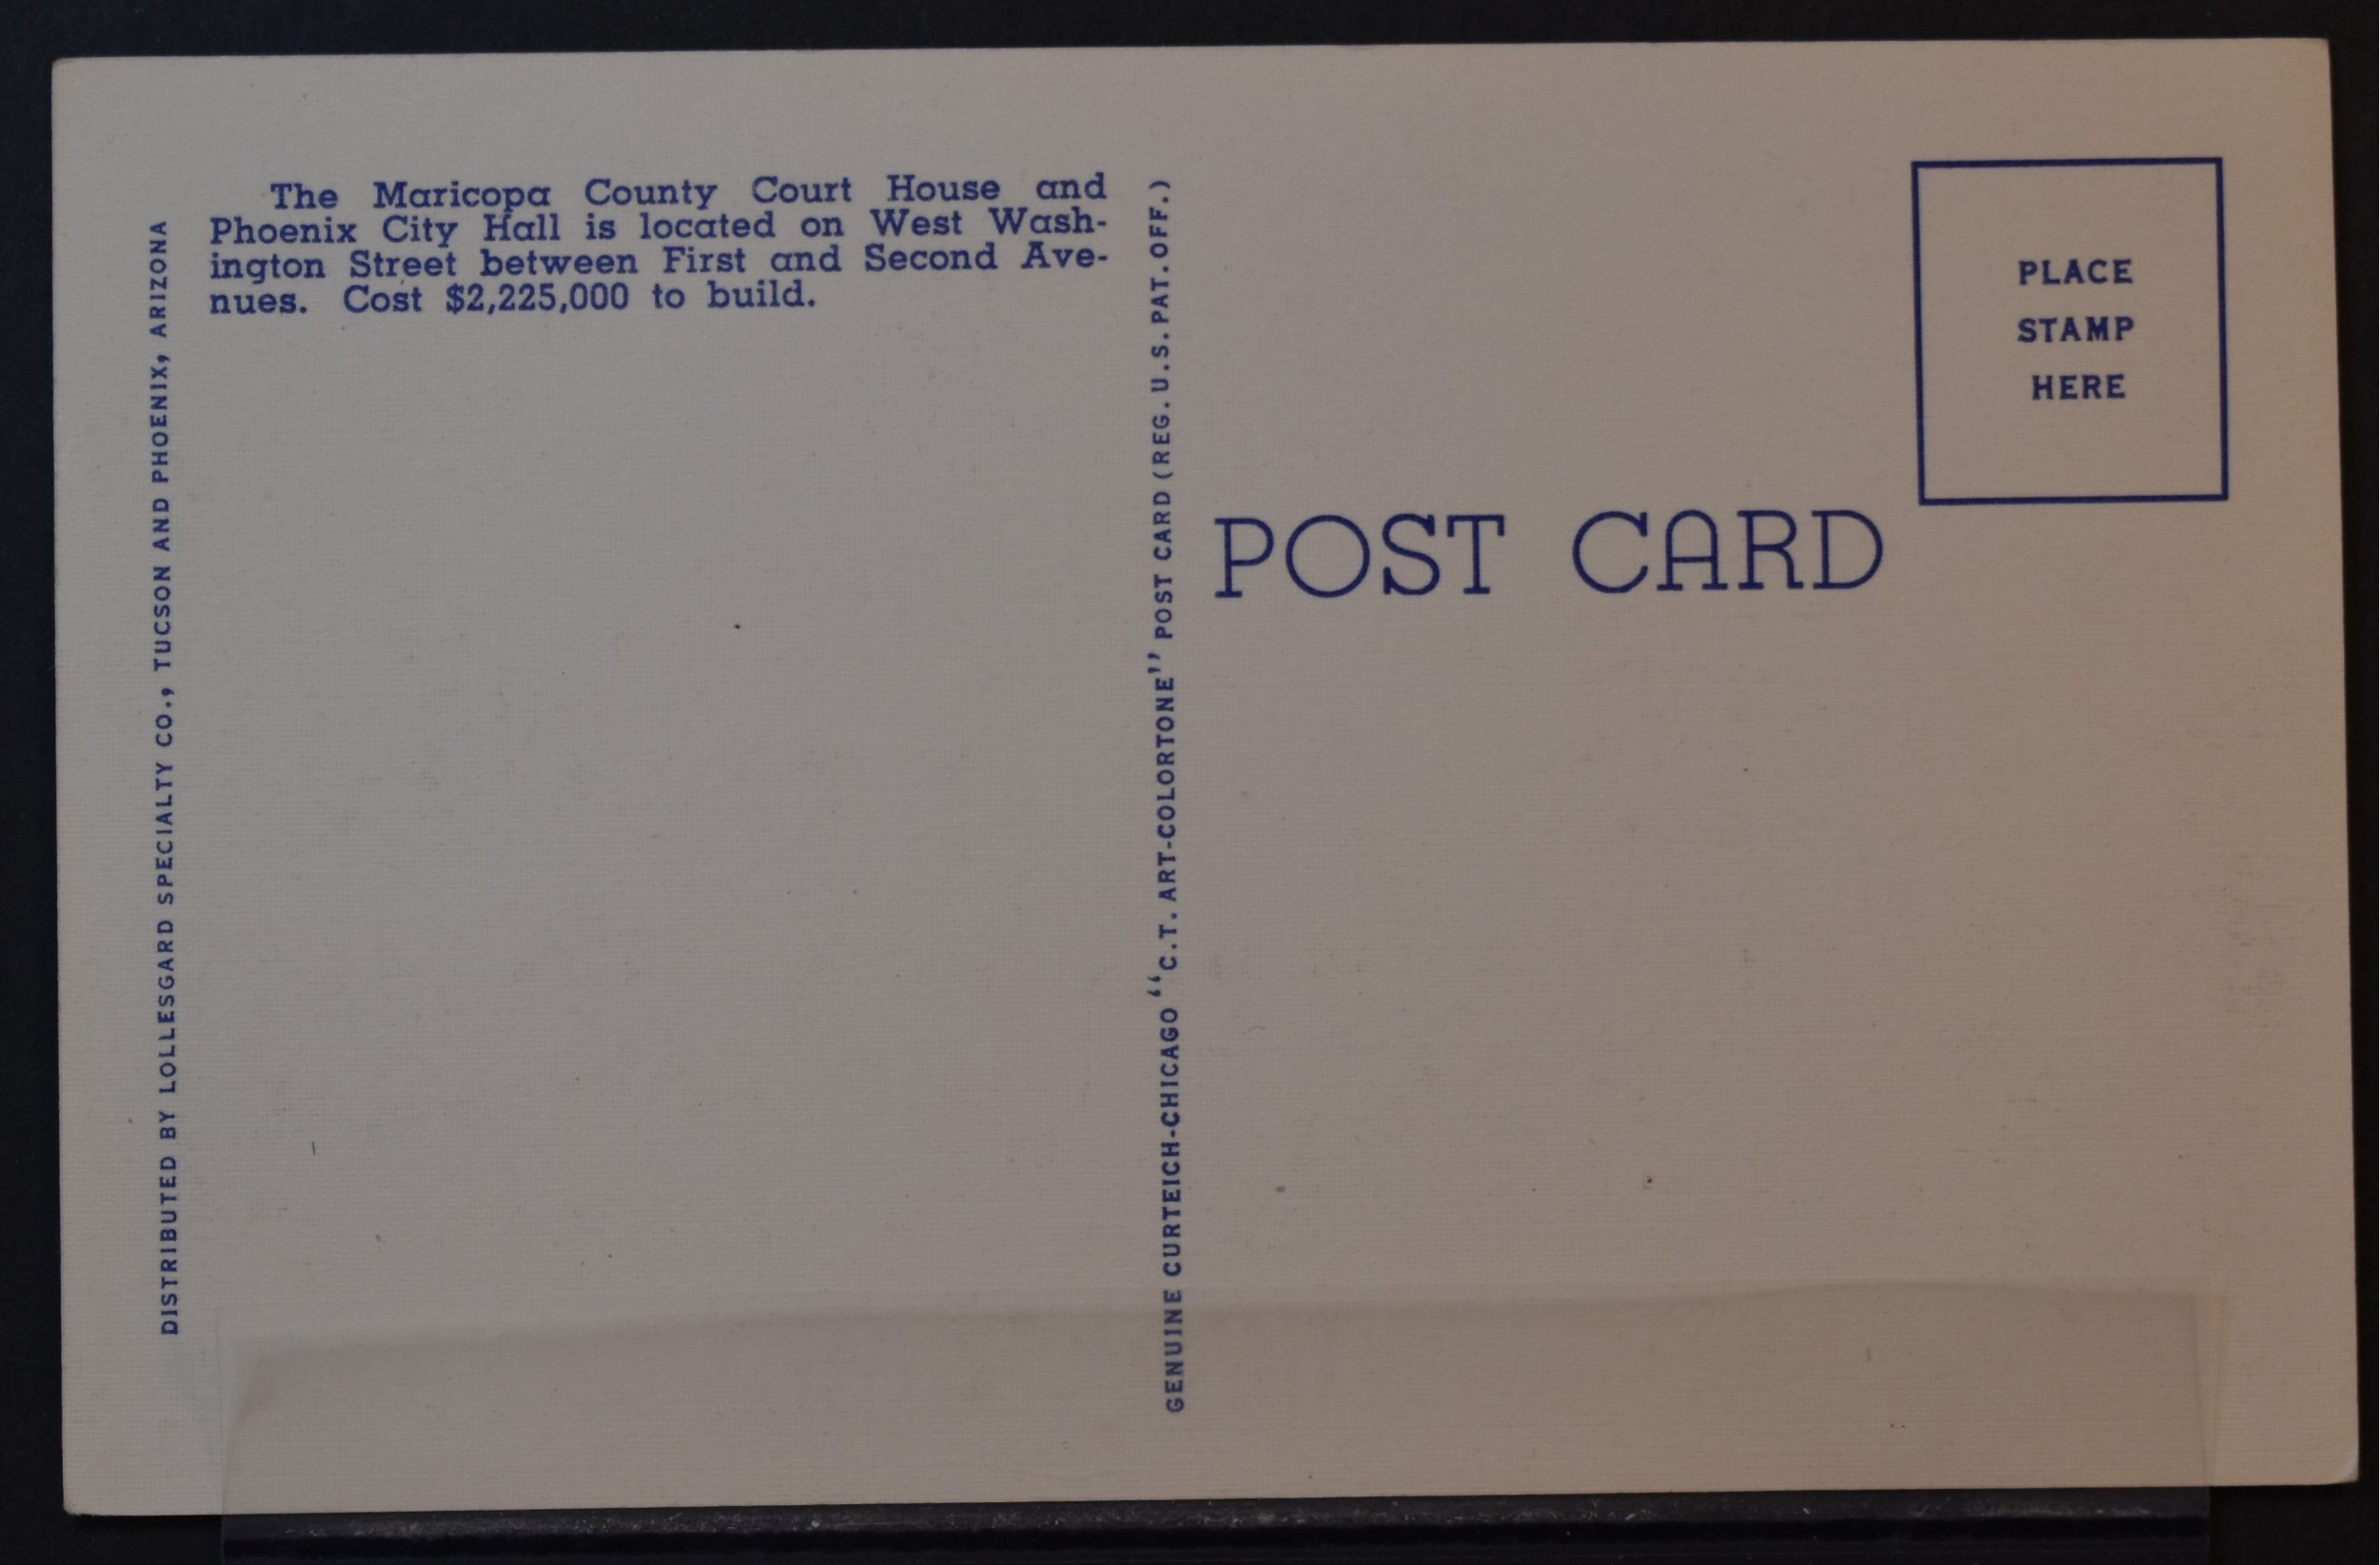 The Maricopa County Court House and
Phoenix City Hall is located on West Wash-
ington Street between First and Second Ave-
nues. Cost $2,225,000 to build.
DISTRIBUTED BY LOLLESGARD SPECIALTY CO., TUCSON AND PHOENIX, ARIZONA
GENUINE CURTEICH-CHICAGO "C.T. ART-COLORTONE" POST CARD (REG. U.S. PAT. OFF.)
POST CARD
PLACE
STAMP
HERE